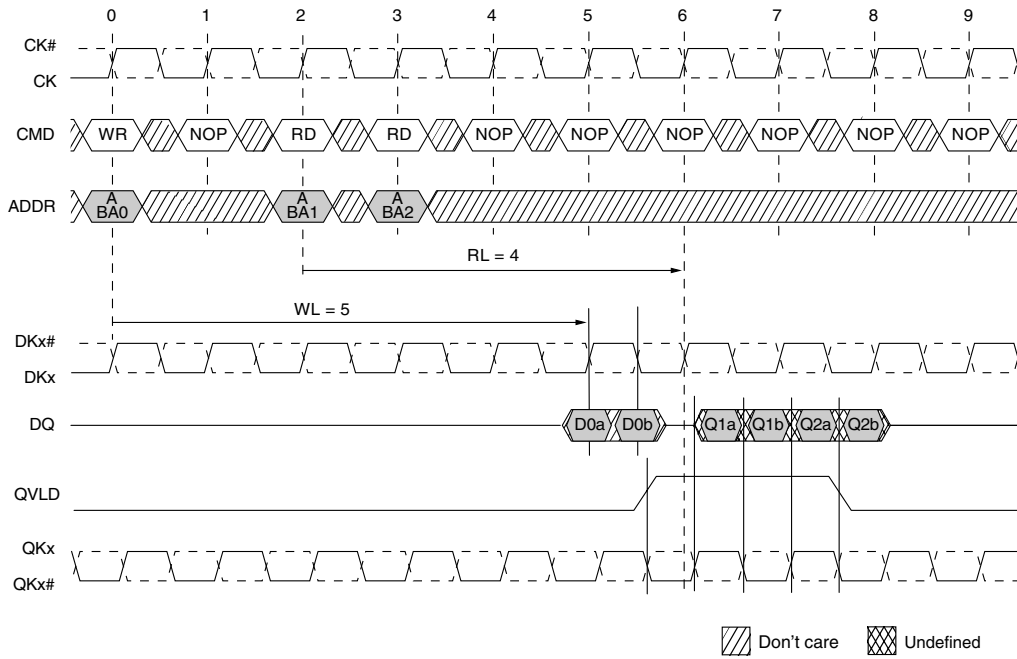 0 1 2 3 4 5 6 7 8 9
CK#
CK
CMD WR NOP RD RD NOP NOP NOP NOP NOP NOP
ADDR A BA0 A BA1 A BA2
RL = 4
WL = 5
DKx#
DKx
DQ D0a D0b Q1a Q1b Q2a Q2b
QVLD
QKx
QKx#
Don't care Undefined